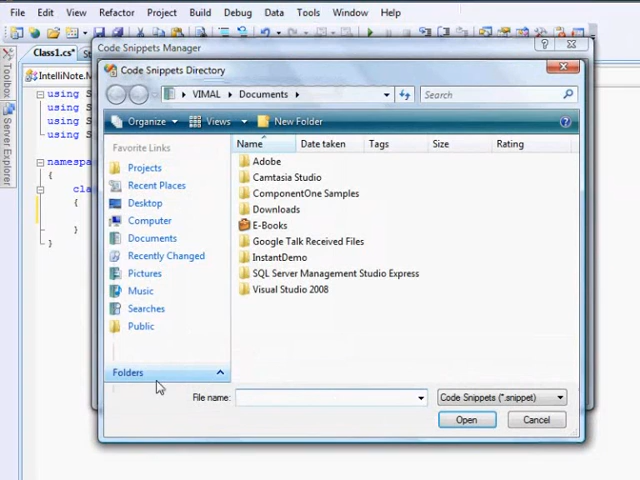 File Edit View Refactor Project Build Debug Data Tools Window Help
Class1.cs*
Code Snippets Manager
Code Snippets Directory
IntelliNote.M
Toolbox
Server Explorer
VIMAL Documents Search
using S
using S
using S
using S
Organize Views New Folder
Favorite Links
Name Date taken Tags Size Rating
namespa
{
clas
{
}
}
Projects
Recent Places
Desktop
Computer
Documents
Recently Changed
Pictures
Music
Searches
Public
Folders
Adobe
Camtasia Studio
ComponentOne Samples
Downloads
E-Books
Google Talk Received Files
InstantDemo
SQL Server Management Studio Express
Visual Studio 2008
File name: Code Snippets (*.snippet)
Open Cancel